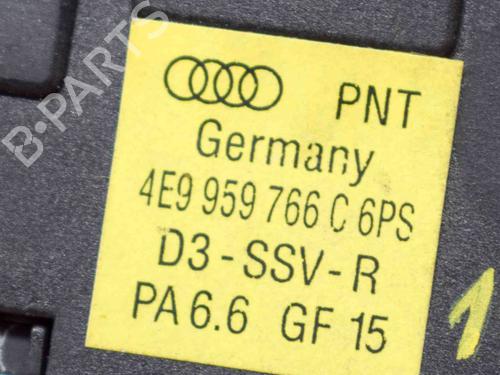 B-PARTS
PNT
Germany
4E9 959 766 C 6PS
D3-SSV-R
PA 6.6 GF 15
1